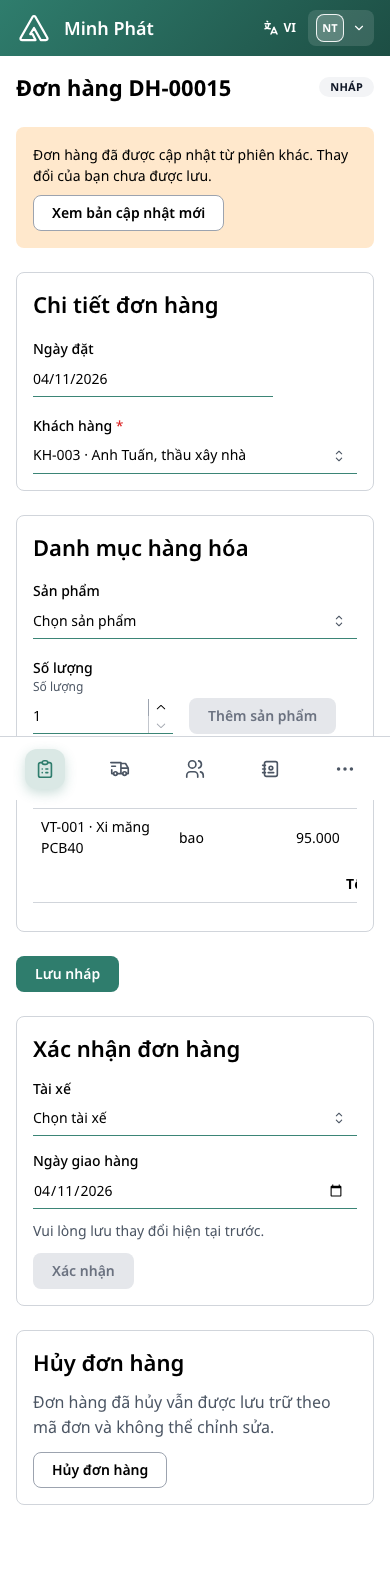 Minh Phát
VI
NT
Đơn hàng DH-00015
NHÁP
Đơn hàng đã được cập nhật từ phiên khác. Thay
đổi của bạn chưa được lưu.
Xem bản cập nhật mới
Chi tiết đơn hàng
Ngày đặt
04/11/2026
Khách hàng *
KH-003 · Anh Tuấn, thầu xây nhà
Danh mục hàng hóa
Sản phẩm
Chọn sản phẩm
Số lượng
Số lượng
1
Thêm sản phẩm
VT-001 · Xi măng
PCB40
bao
95.000
Lưu nháp
Xác nhận đơn hàng
Tài xế
Chọn tài xế
Ngày giao hàng
04/11/2026
Vui lòng lưu thay đổi hiện tại trước.
Xác nhận
Hủy đơn hàng
Đơn hàng đã hủy vẫn được lưu trữ theo
mã đơn và không thể chỉnh sửa.
Hủy đơn hàng